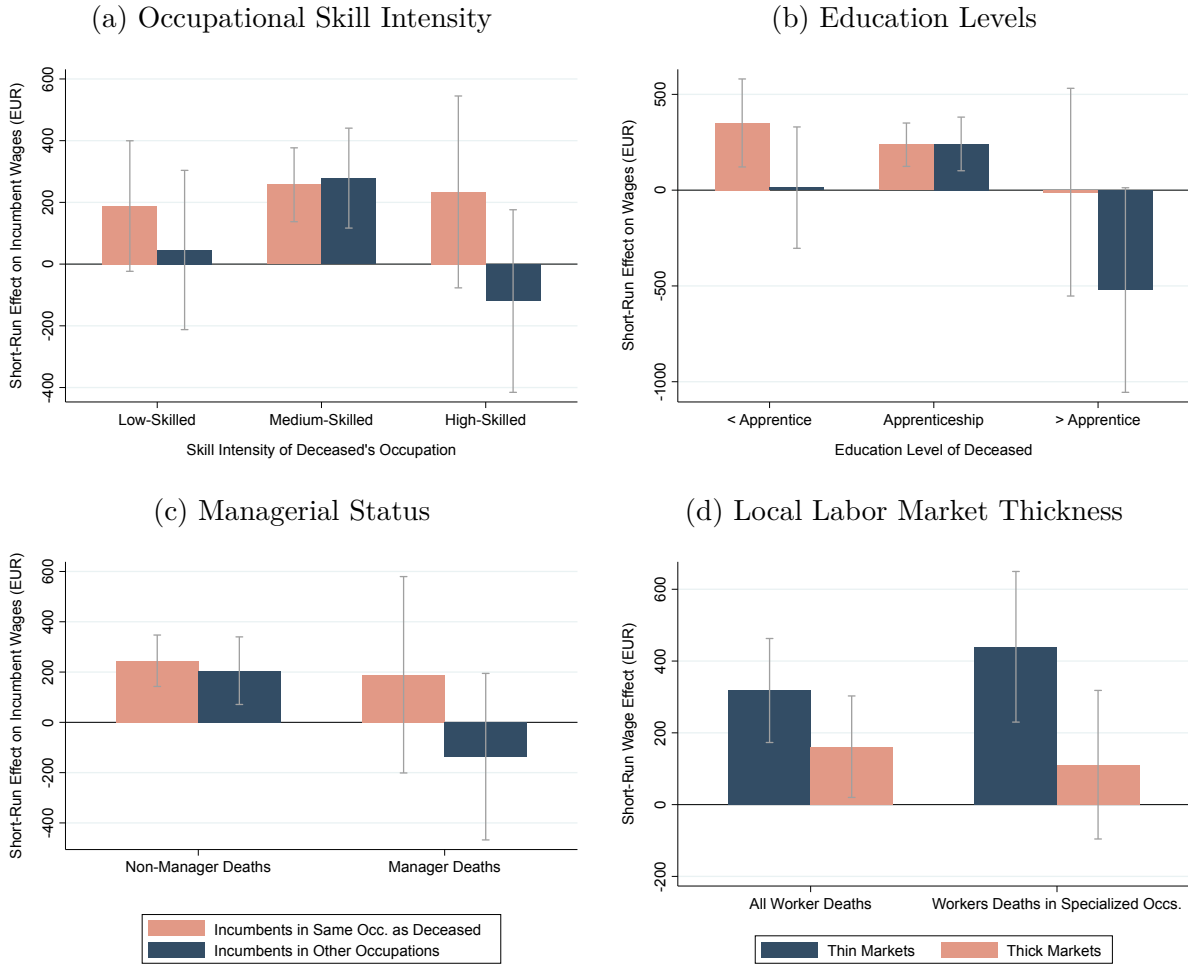 (a) Occupational Skill Intensity
Short-Run Effect on Incumbent Wages (EUR)
600
400
200
0
-200
-400
Low-Skilled Medium-Skilled High-Skilled
Skill Intensity of Deceased's Occupation
(b) Education Levels
Short-Run Effect on Wages (EUR)
500
0
-500
-1000
< Apprentice Apprenticeship > Apprentice
Education Level of Deceased
(c) Managerial Status
Short-Run Effect on Incumbent Wages (EUR)
600
400
200
0
-200
-400
Non-Manager Deaths Manager Deaths
Incumbents in Same Occ. as Deceased
Incumbents in Other Occupations
(d) Local Labor Market Thickness
Short-Run Wage Effect (EUR)
600
400
200
0
-200
All Worker Deaths Workers Deaths in Specialized Occs.
Thin Markets Thick Markets